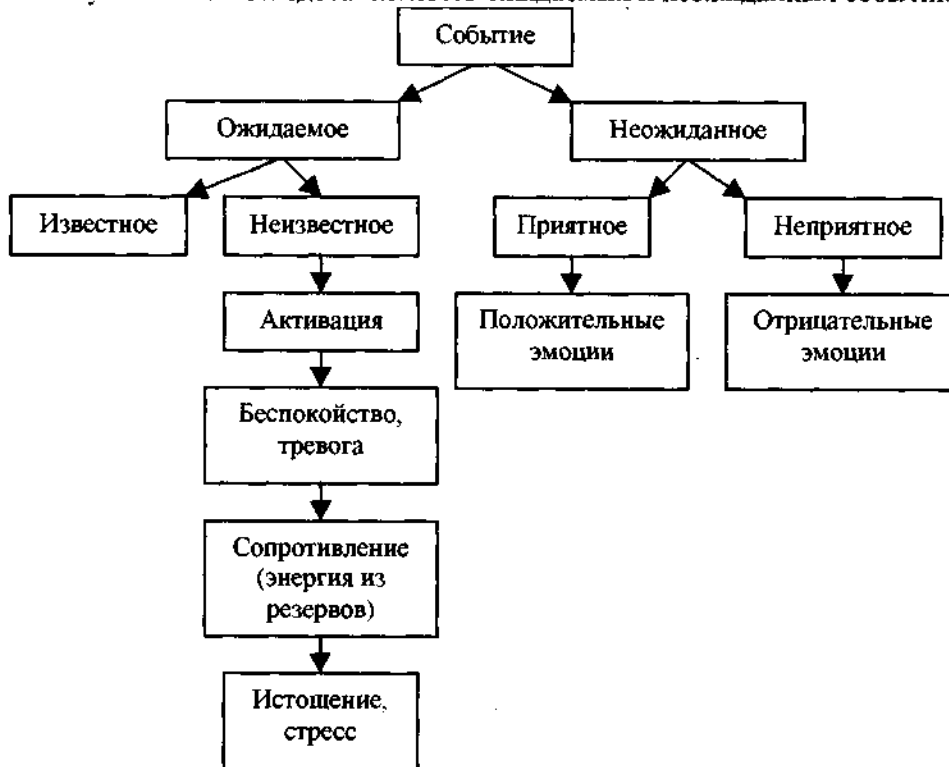 Событие
Ожидаемое
Неожиданное
Известное
Неизвестное
Приятное
Неприятное
Активация
Положительные
эмоции
Отрицательные
эмоции
Беспокойство,
тревога
Сопротивление
(энергия из
резервов)
Истощение,
стресс